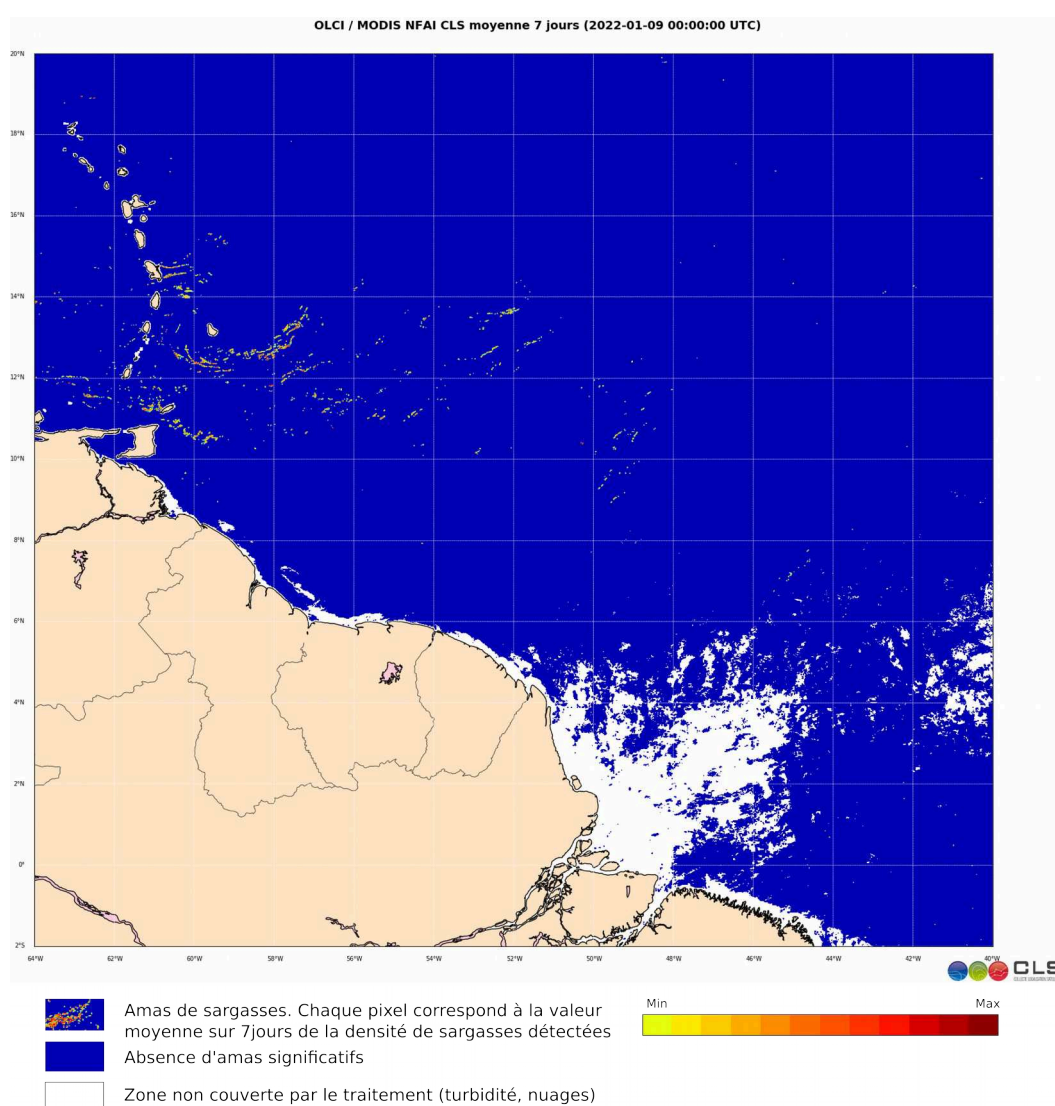 OLCI / MODIS NFAI CLS moyenne 7 jours (2022-01-09 00:00:00 UTC)
20°N
18°N
16°N
14°N
12°N
10°N
8°N
6°N
4°N
2°N
0°
2°S
64°W 62°W 60°W 58°W 56°W 54°W 52°W 50°W 48°W 46°W 44°W 42°W 40°W
CLS
Amas de sargasses. Chaque pixel correspond à la valeur
moyenne sur 7jours de la densité de sargasses détectées
Min Max
Absence d'amas significatifs
Zone non couverte par le traitement (turbidité, nuages)